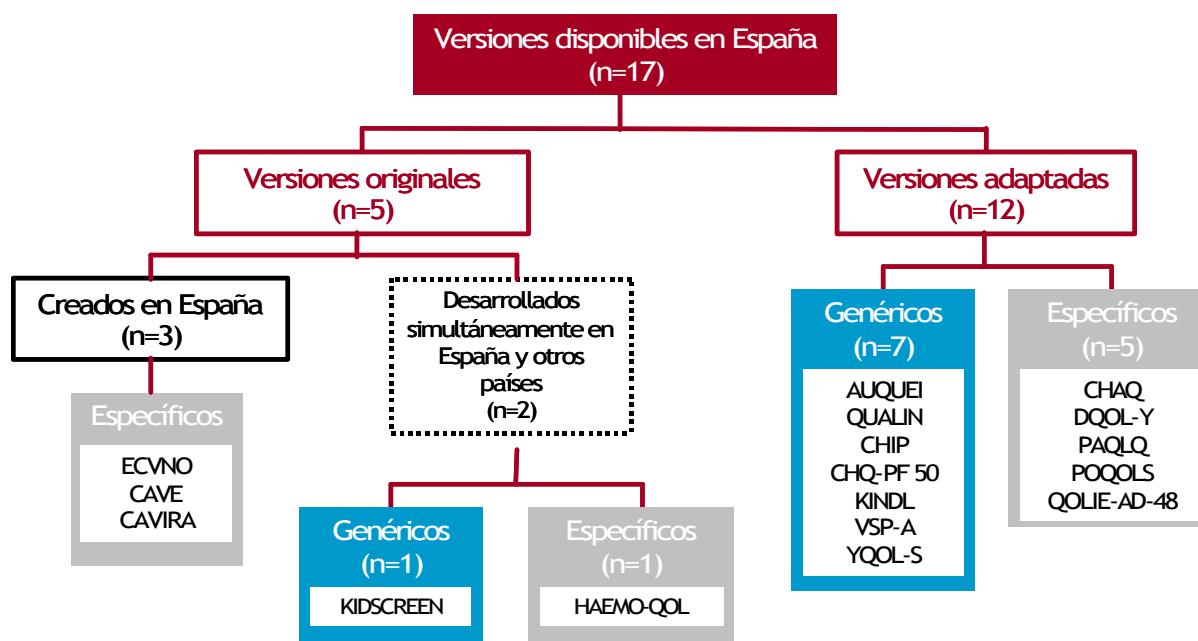 Versiones disponibles en España
(n=17)
Versiones originales
(n=5)
Versiones adaptadas
(n=12)
Creados en España
(n=3)
Desarrollados
simultáneamente en
España y otros
países
(n=2)
Genéricos
(n=7)
AUQUEI
QUALIN
CHIP
CHQ-PF 50
KINDL
VSP-A
YQOL-S
Específicos
(n=5)
CHAQ
DQOL-Y
PAQLQ
POQOLS
QOLIE-AD-48
Específicos
ECVNO
CAVE
CAVIRA
Genéricos
(n=1)
KIDSCREEN
Específicos
(n=1)
HAEMO-QOL